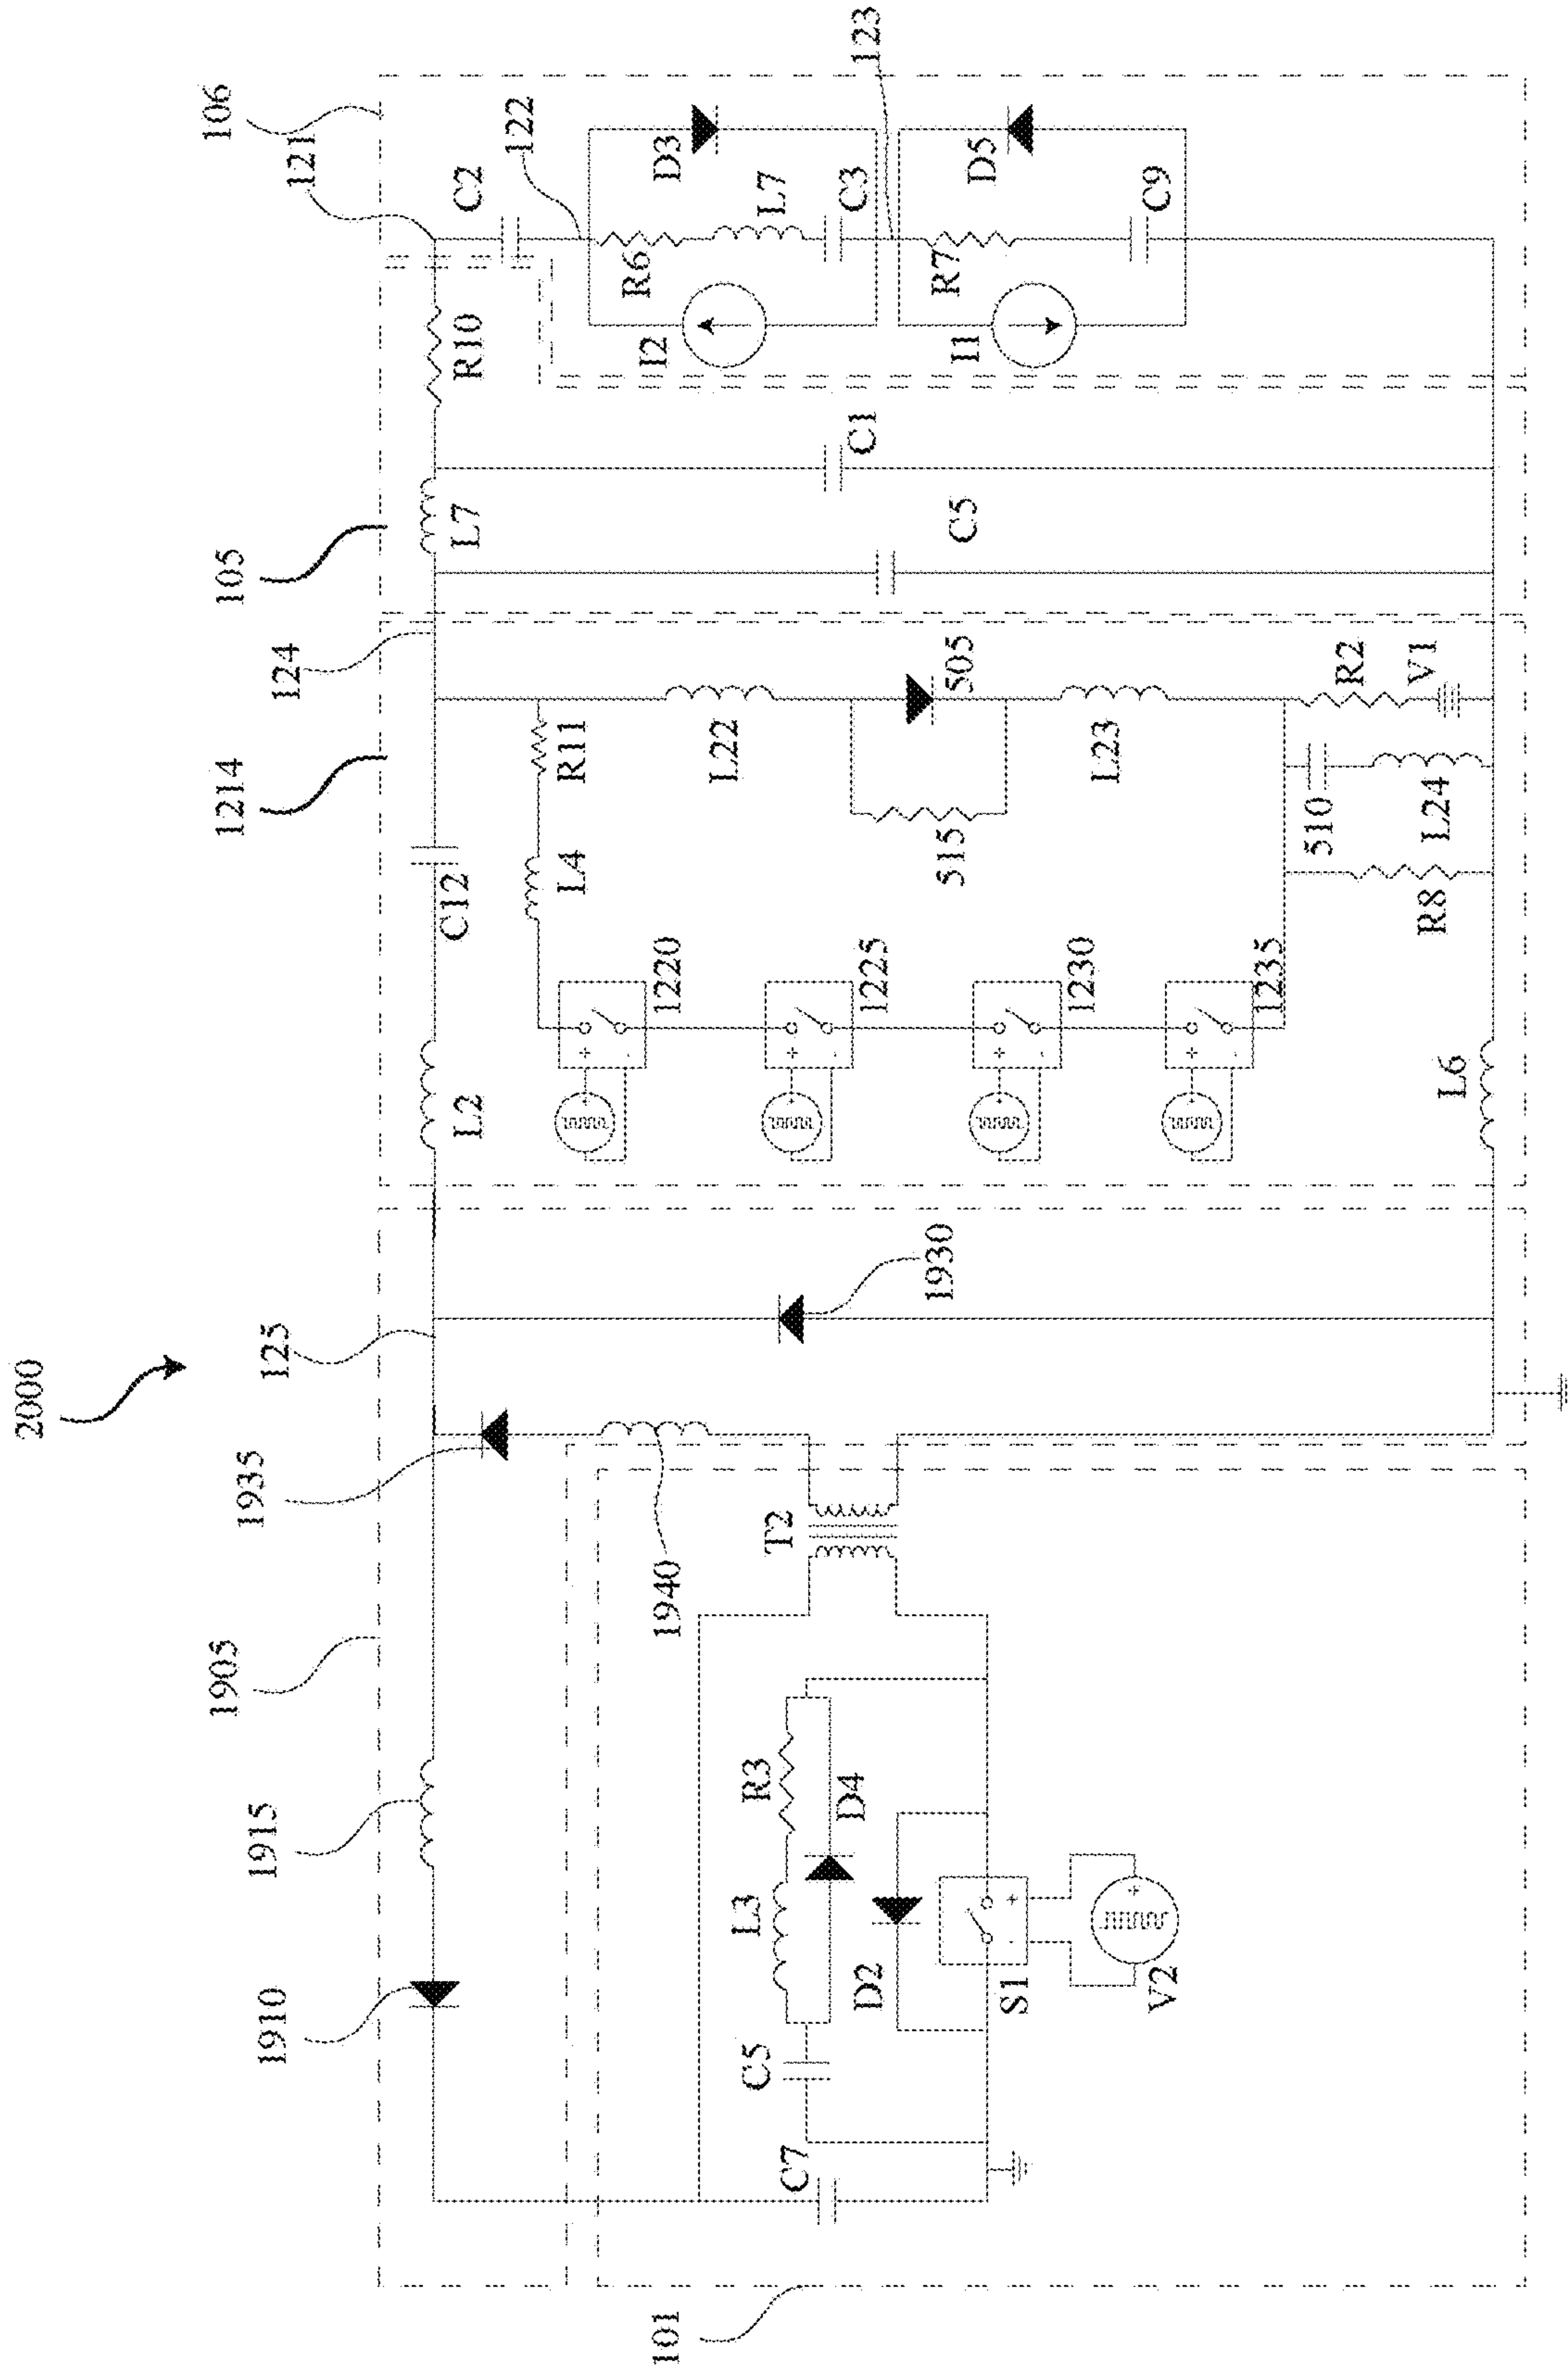 2000
101
1910
1915
1905
1935
125
1214
124
105
121
106
C7
C5
L3
R3
D4
D2
S1
V2
T2
1940
1930
L2
C12
L4
R11
1220
1225
1230
1235
L22
505
515
L23
R2
V1
510
L24
R8
L6
L7
R10
C1
C5
C2
122
R6
L7
C3
D3
I2
123
R7
C9
D5
I1
+
-
+
+
-
+
+
-
+
+
-
+
+
-
+